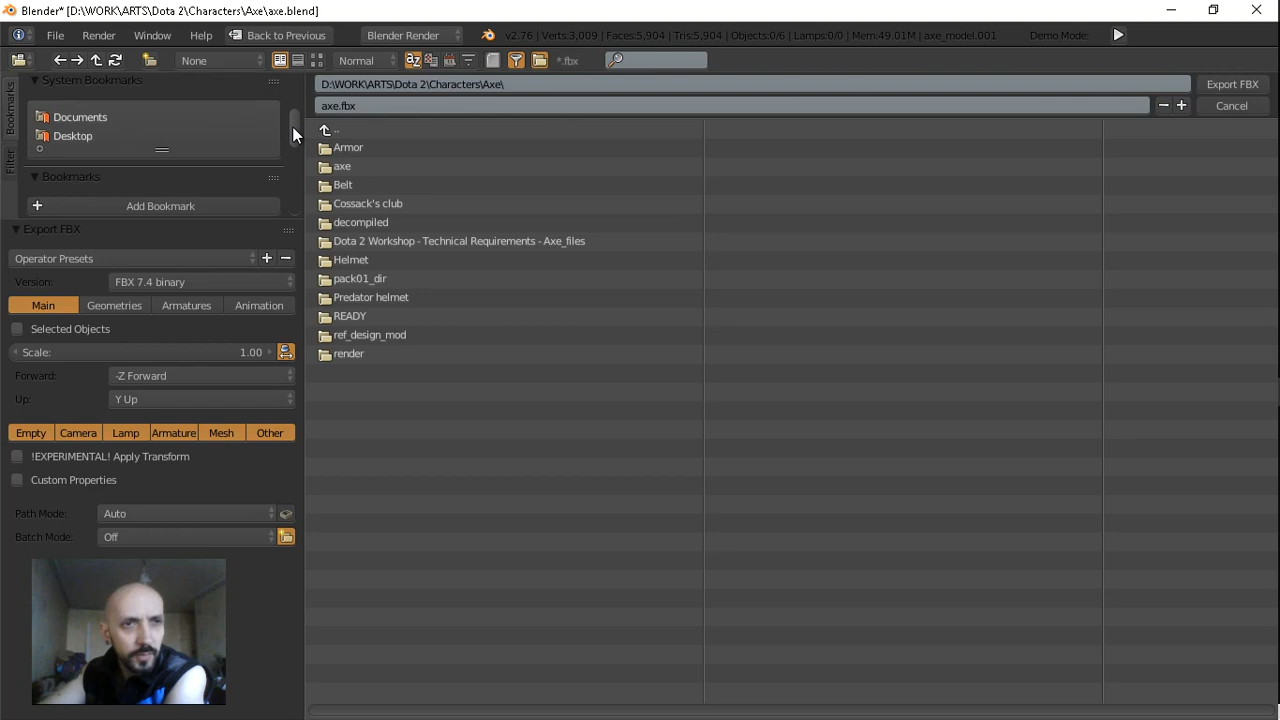 Blender* [D:\WORK\ARTS\Dota 2\Characters\Axe\axe.blend]
File Render Window Help Back to Previous Blender Render v2.76 | Verts:3,009 | Faces:5,904 | Tris:5,904 | Objects:0/6 | Lamps:0/0 | Mem:49.01M | axe_model.001 Demo Mode:
None Normal *.fbx
Bookmarks
Filter
System Bookmarks
Documents
Desktop
Bookmarks
Add Bookmark
Export FBX
Operator Presets
Version: FBX 7.4 binary
Main Geometries Armatures Animation
Selected Objects
Scale: 1.00
Forward: -Z Forward
Up: Y Up
Empty Camera Lamp Armature Mesh Other
!EXPERIMENTAL! Apply Transform
Custom Properties
Path Mode: Auto
Batch Mode: Off
D:\WORK\ARTS\Dota 2\Characters\Axe\ Export FBX
axe.fbx Cancel
..
Armor
axe
Belt
Cossack's club
decompiled
Dota 2 Workshop - Technical Requirements - Axe_files
Helmet
pack01_dir
Predator helmet
READY
ref_design_mod
render